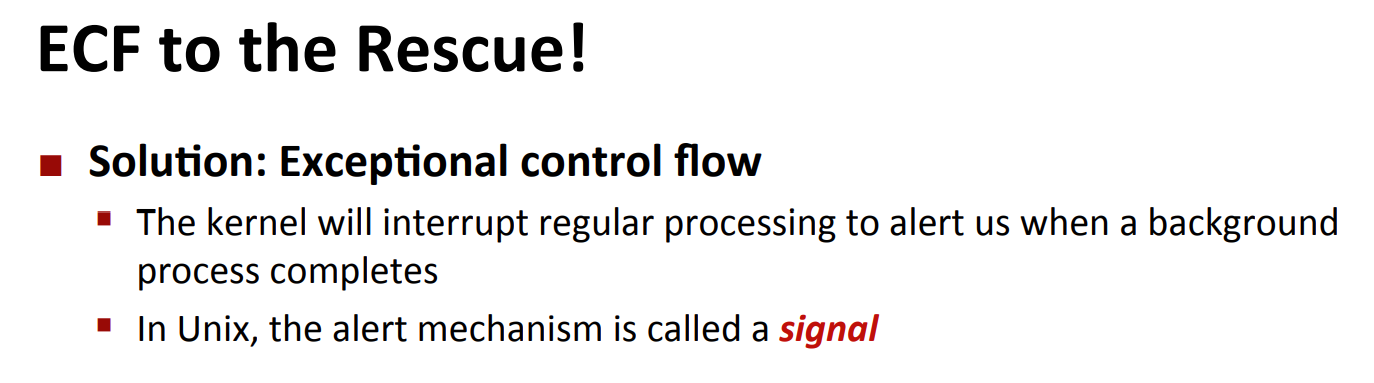 ECF to the Rescue!
Solution: Exceptional control flow
The kernel will interrupt regular processing to alert us when a background
process completes
In Unix, the alert mechanism is called a signal